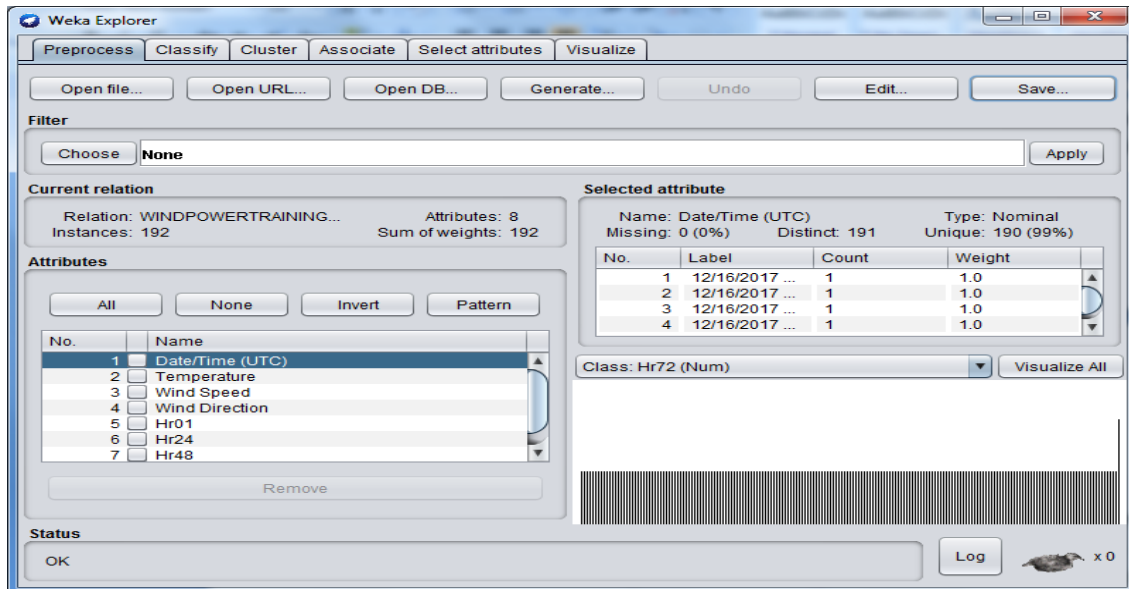 Weka Explorer
Preprocess Classify Cluster Associate Select attributes Visualize
Open file... Open URL... Open DB... Generate... Undo Edit... Save...
Filter
Choose None Apply
Current relation
Relation: WINDPOWERTRAINING... Attributes: 8
Instances: 192 Sum of weights: 192
Attributes
All None Invert Pattern
No. Name
1 Date/Time (UTC)
2 Temperature
3 Wind Speed
4 Wind Direction
5 Hr01
6 Hr24
7 Hr48
Remove
Selected attribute
Name: Date/Time (UTC) Type: Nominal
Missing: 0 (0%) Distinct: 191 Unique: 190 (99%)
No. Label Count Weight
1 12/16/2017 ... 1 1.0
2 12/16/2017 ... 1 1.0
3 12/16/2017 ... 1 1.0
4 12/16/2017 ... 1 1.0
Class: Hr72 (Num) Visualize All
Status
OK
Log x 0